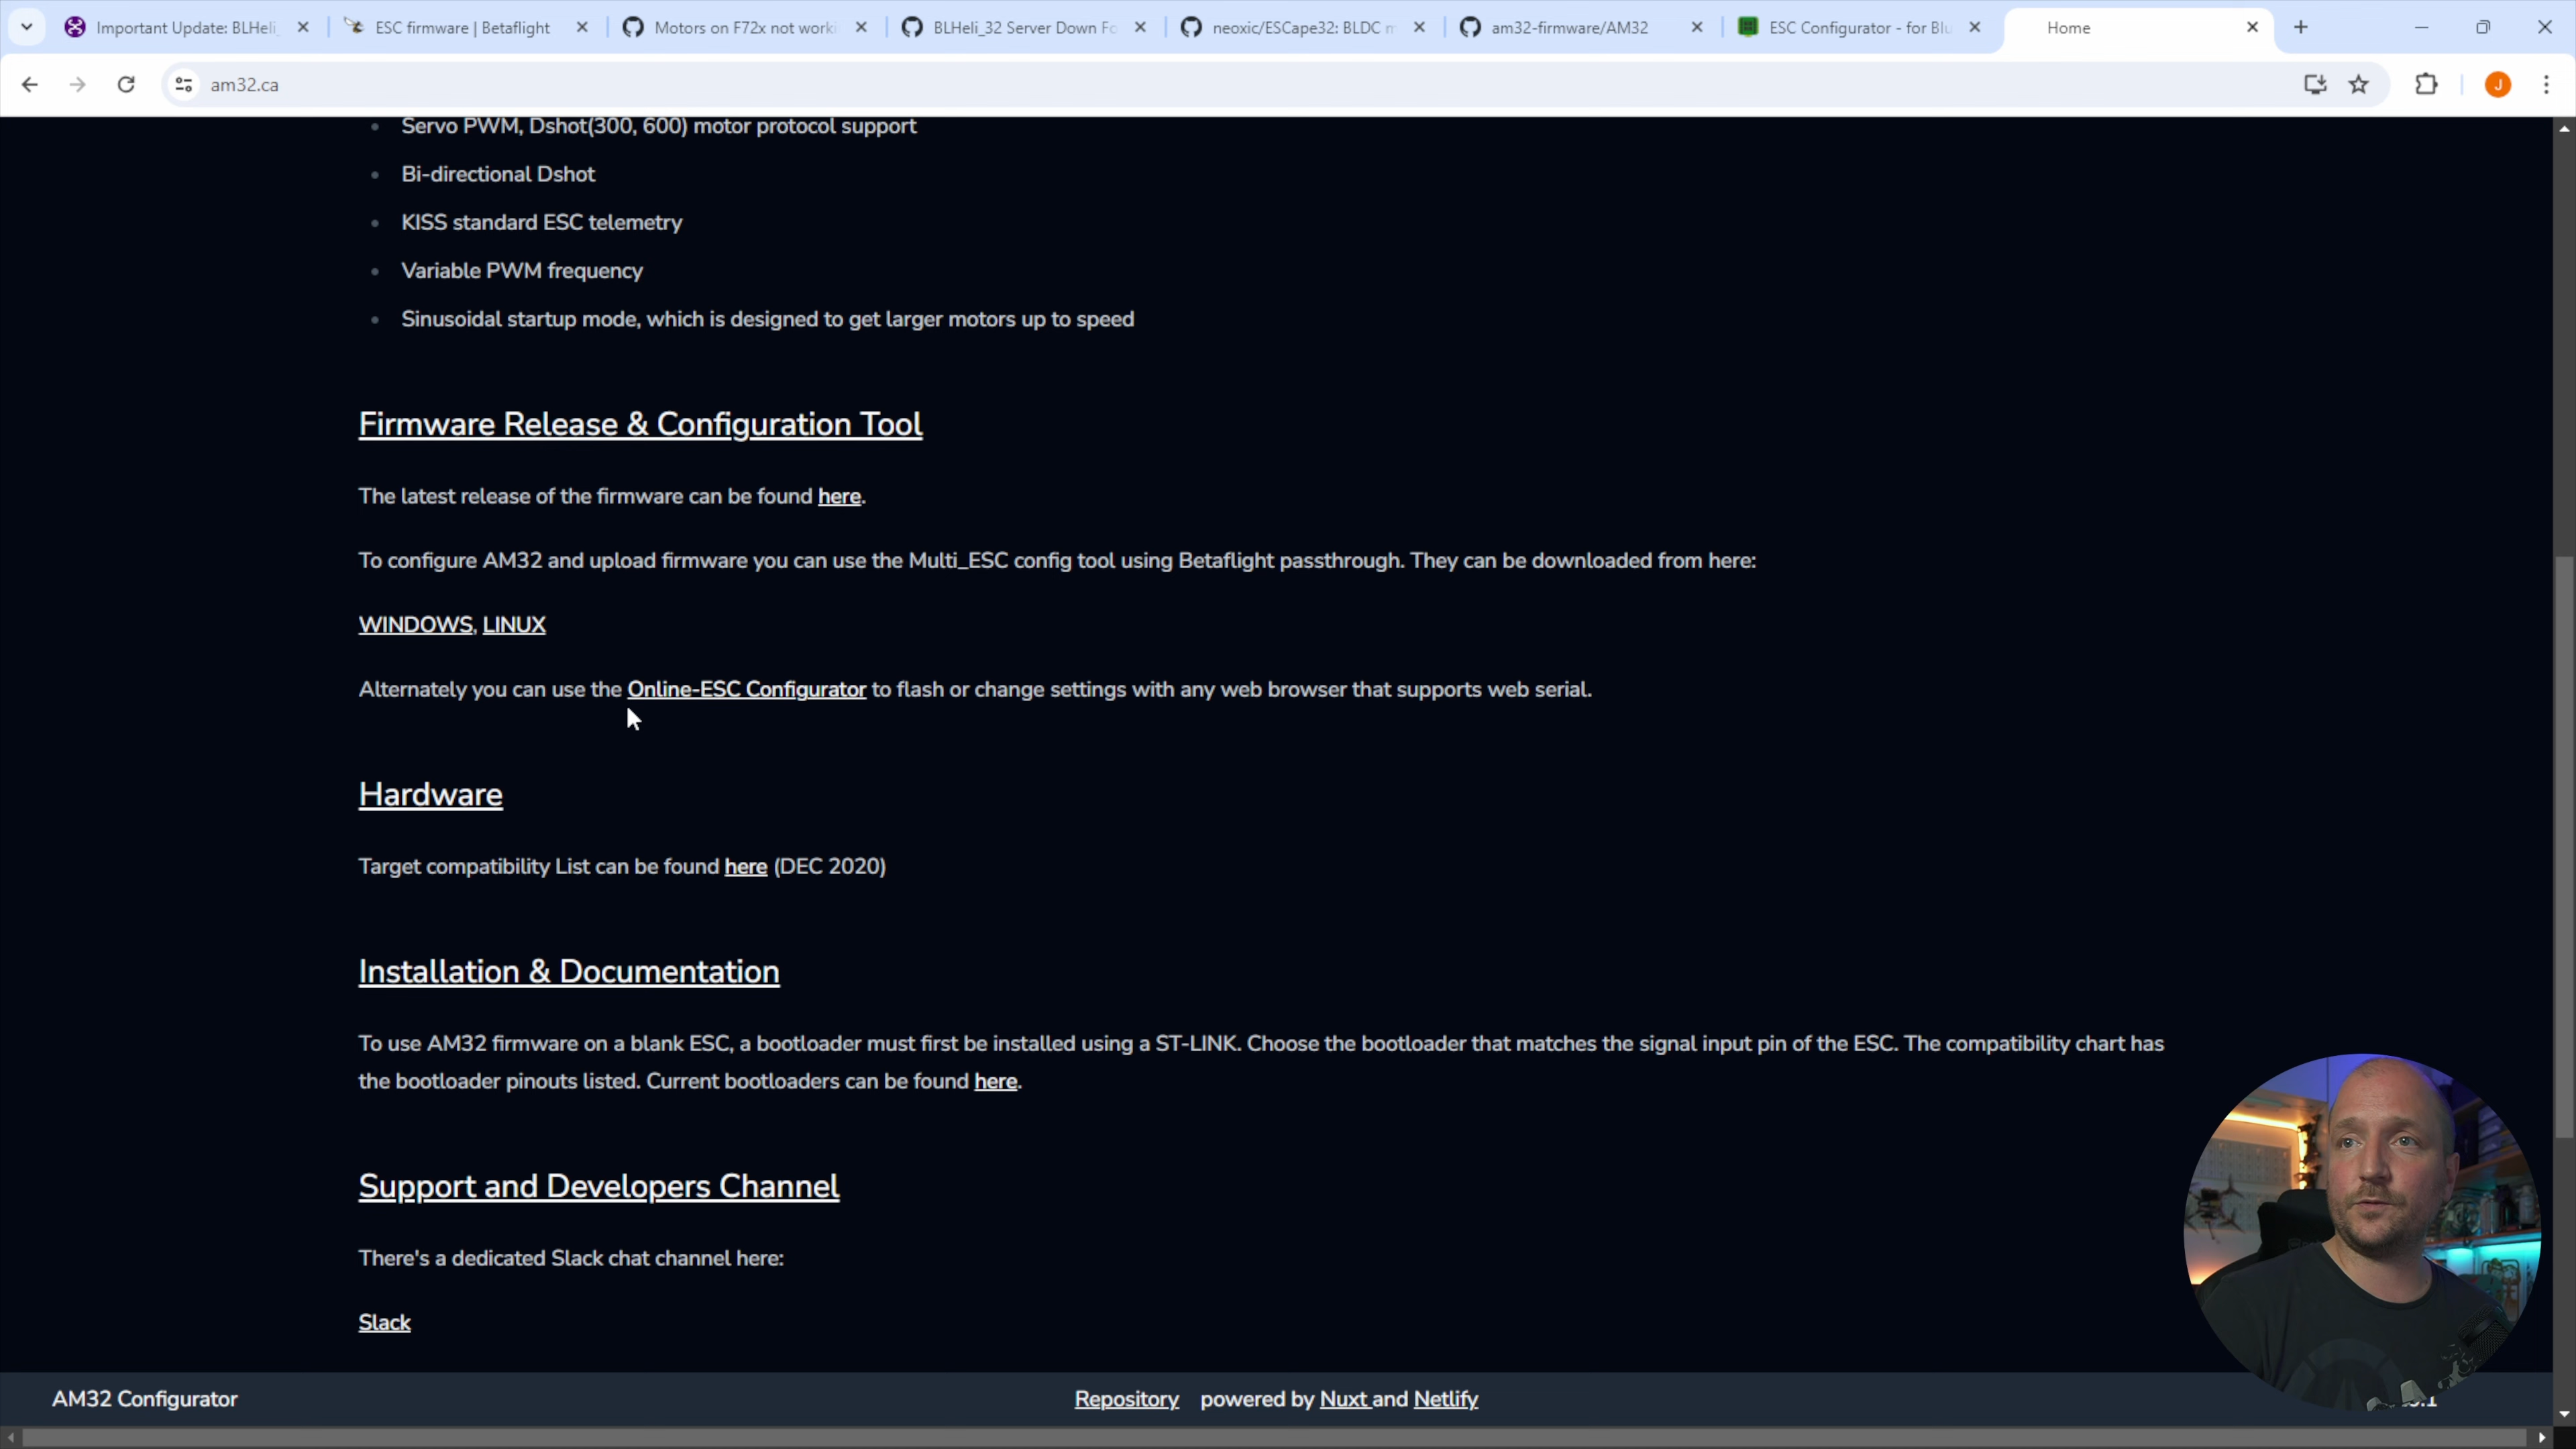 Important Update: BLHeli_
ESC firmware | Betaflight
Motors on F72x not worki
BLHeli_32 Server Down Fo
neoxic/ESCape32: BLDC m
am32-firmware/AM32
ESC Configurator - for Blu
Home
am32.ca
J
Servo PWM, Dshot(300, 600) motor protocol support
Bi-directional Dshot
KISS standard ESC telemetry
Variable PWM frequency
Sinusoidal startup mode, which is designed to get larger motors up to speed
Firmware Release & Configuration Tool
The latest release of the firmware can be found here.
To configure AM32 and upload firmware you can use the Multi_ESC config tool using Betaflight passthrough. They can be downloaded from here:
WINDOWS, LINUX
Alternately you can use the Online-ESC Configurator to flash or change settings with any web browser that supports web serial.
Hardware
Target compatibility List can be found here (DEC 2020)
Installation & Documentation
To use AM32 firmware on a blank ESC, a bootloader must first be installed using a ST-LINK. Choose the bootloader that matches the signal input pin of the ESC. The compatibility chart has
the bootloader pinouts listed. Current bootloaders can be found here.
Support and Developers Channel
There's a dedicated Slack chat channel here:
Slack
AM32 Configurator
Repository powered by Nuxt and Netlify